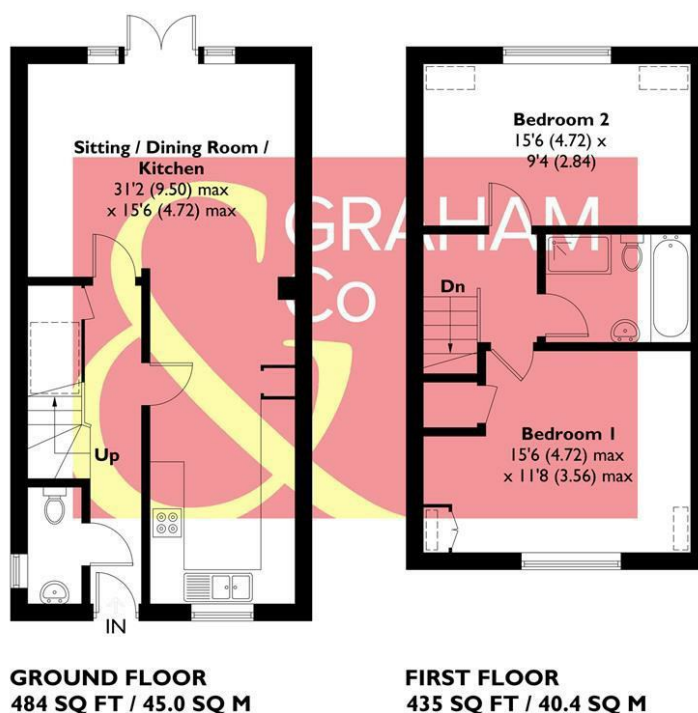 Sitting / Dining Room /
Kitchen
31'2 (9.50) max
x 15'6 (4.72) max
Up
IN
GROUND FLOOR
484 SQ FT / 45.0 SQ M
Bedroom 2
15'6 (4.72) x
9'4 (2.84)
Dn
Bedroom 1
15'6 (4.72) max
x 11'8 (3.56) max
FIRST FLOOR
435 SQ FT / 40.4 SQ M
& GRAHAM
Co